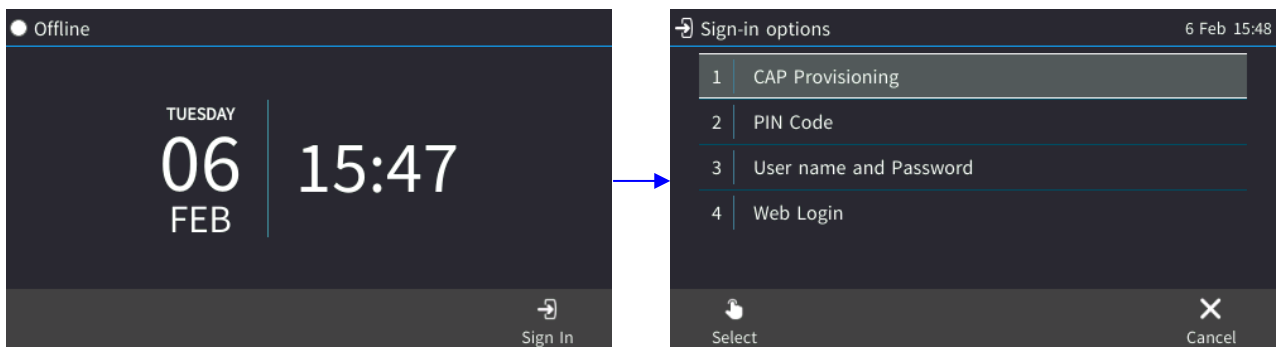 Offline
TUESDAY
06
FEB
15:47
Sign In
Sign-in options
6 Feb 15:48
1 CAP Provisioning
2 PIN Code
3 User name and Password
4 Web Login
Select
Cancel